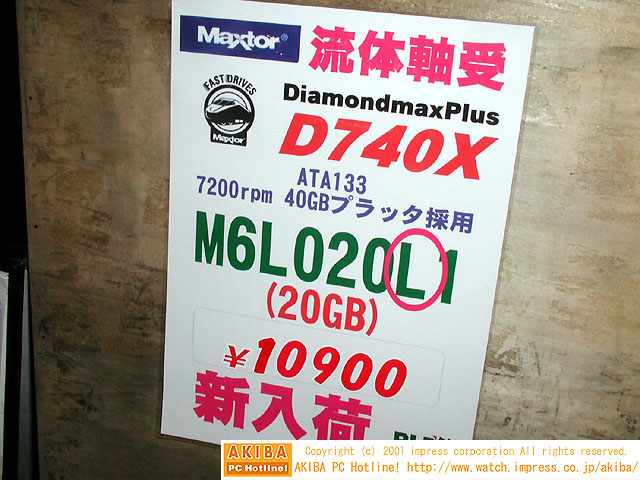 Maxtor 流体軸受
FAST DRIVES
Maxtor
DiamondmaxPlus
D740X
ATA133
7200rpm 40GBプラッタ採用
M6L020L1
(20GB)
¥10900
新入荷
AKIBA
PC Hotline!
Copyright (c) 2001 impress corporation All rights reserved.
AKIBA PC Hotline! http://www.watch.impress.co.jp/akiba/